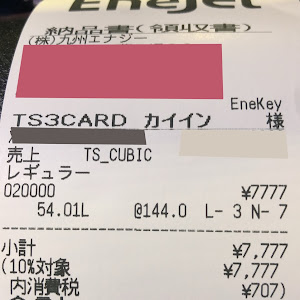 EneJet
納品書(領収書)
(株)九州エナジー
EneKey
TS3CARD カイイン 様
売上 TS_CUBIC
レギュラー
020000 ¥7777
54.01L @144.0 L- 3 N- 7
小計 ¥7,777
(10%対象 ¥7,777
内消費税 ¥707)